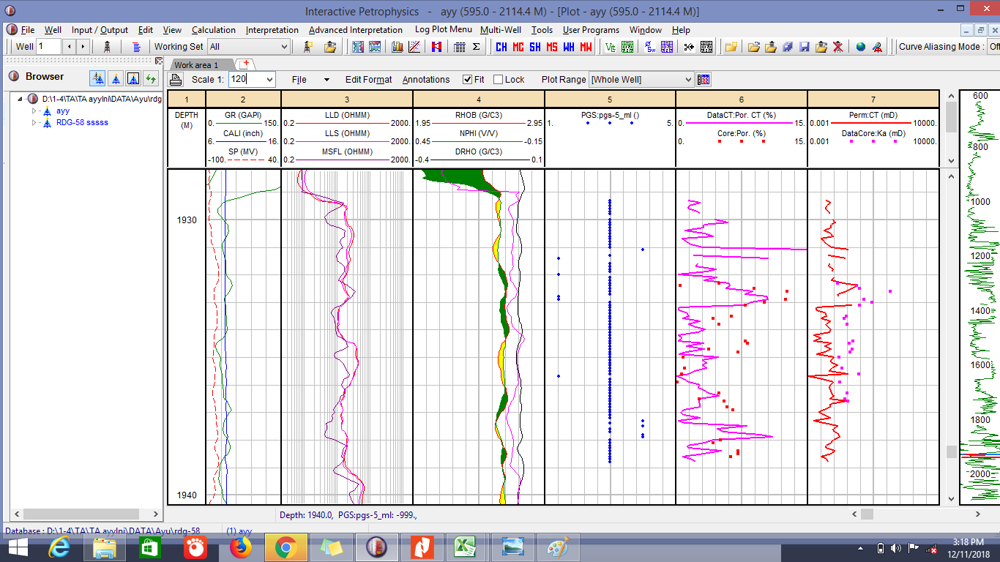 Interactive Petrophysics - ayy (595.0 - 2114.4 M) - [Plot - ayy (595.0 - 2114.4 M)]
File Well Input / Output Edit View Calculation Interpretation Advanced Interpretation Log Plot Menu Multi-Well Tools User Programs Window Help
Well 1 Working Set All Σ CH MC SH MS WH MW Curve Aliasing Mode : Off
Browser
Work area 1
Scale 1: 120 File Edit Format Annotations Fit Lock Plot Range [Whole Well]
D:\1-4\TA\TA ayyIni\DATA\Ayu\rdg
ayy
RDG-58 sssss
1 2 3 4 5 6 7
DEPTH
(M)
GR (GAPI)
0. 150.
CALI (inch)
6. 16.
SP (MV)
-100. 40.
LLD (OHMM)
0.2 2000.
LLS (OHMM)
0.2 2000.
MSFL (OHMM)
0.2 2000.
RHOB (G/C3)
1.95 2.95
NPHI (V/V)
0.45 -0.15
DRHO (G/C3)
-0.4 0.1
PGS:pgs-5_ml ()
1. 5.
DataCT:Por. CT (%)
0. 15.
Core:Por. (%)
0. 15.
Perm:CT (mD)
0.001 10000.
DataCore:Ka (mD)
0.001 10000.
1930
1940
600
800
1000
1200
1400
1600
1800
2000
Depth: 1940.0, PGS:pgs-5_ml: -999.,
Database : D:\1-4\TA\TA ayyIni\DATA\Ayu\rdg-58 (1) ayy
3:18 PM
12/11/2018